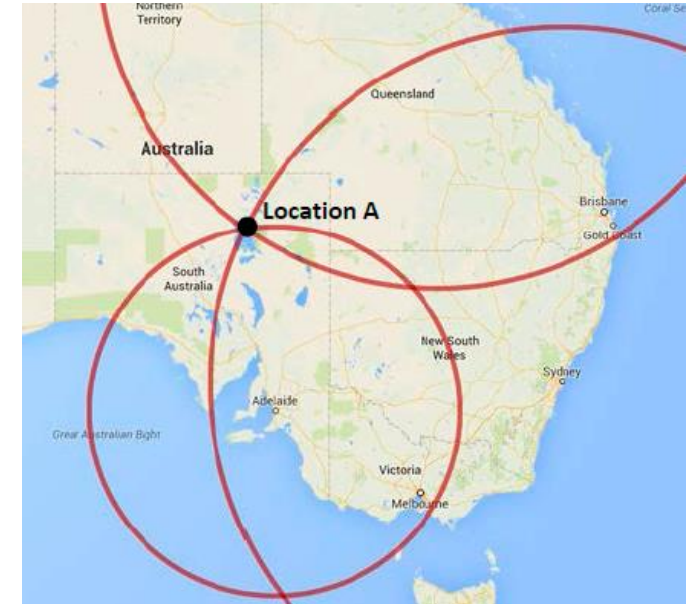 Northern
Territory
Coral Se
Queensland
Australia
Location A
Brisbane
Gold Coast
South
Australia
New South
Wales
Sydney
Adelaide
Great Australian Bight
Victoria
Melbourne